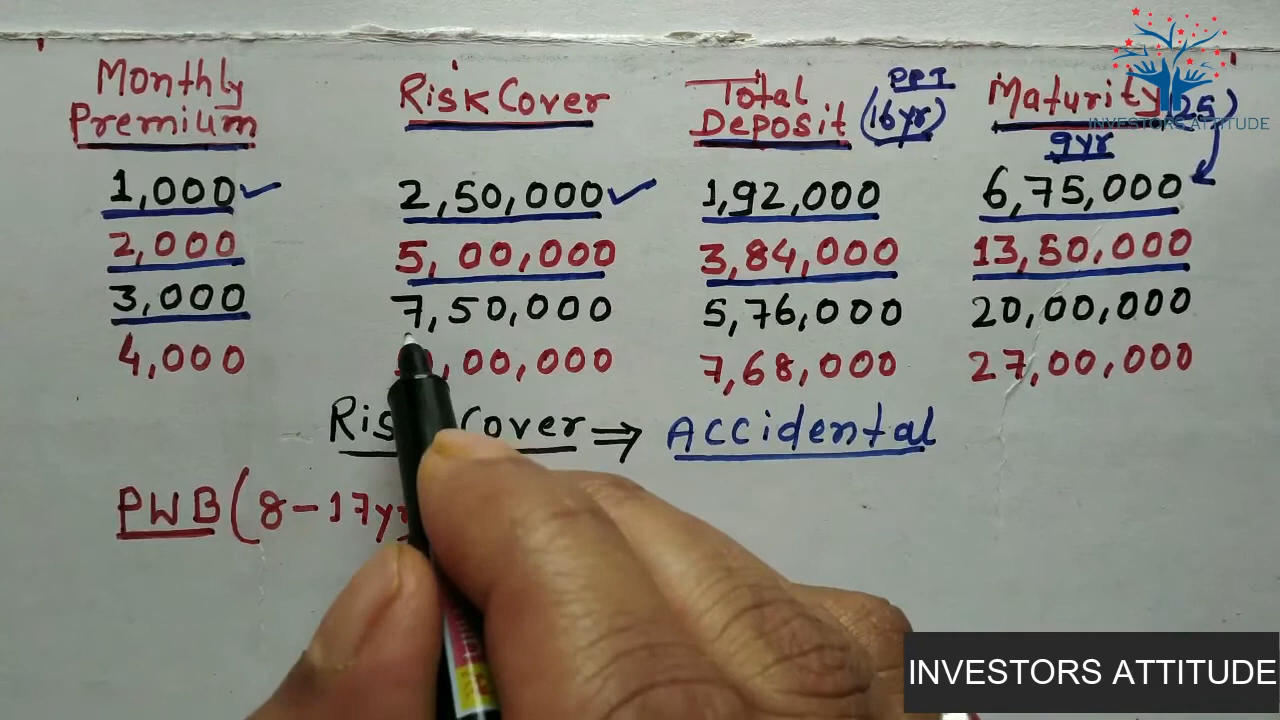 Monthly Premium Risk Cover Total Deposit PPT (16yr) Maturity (25) 9yr
1,000 2,50,000 1,92,000 6,75,000
2,000 5,00,000 3,84,000 13,50,000
3,000 7,50,000 5,76,000 20,00,000
4,000 ,00,000 7,68,000 27,00,000
Cover ⇒ Accidental
PWB (8-17yr
INVESTORS ATTITUDE
INVESTORS ATTITUDE